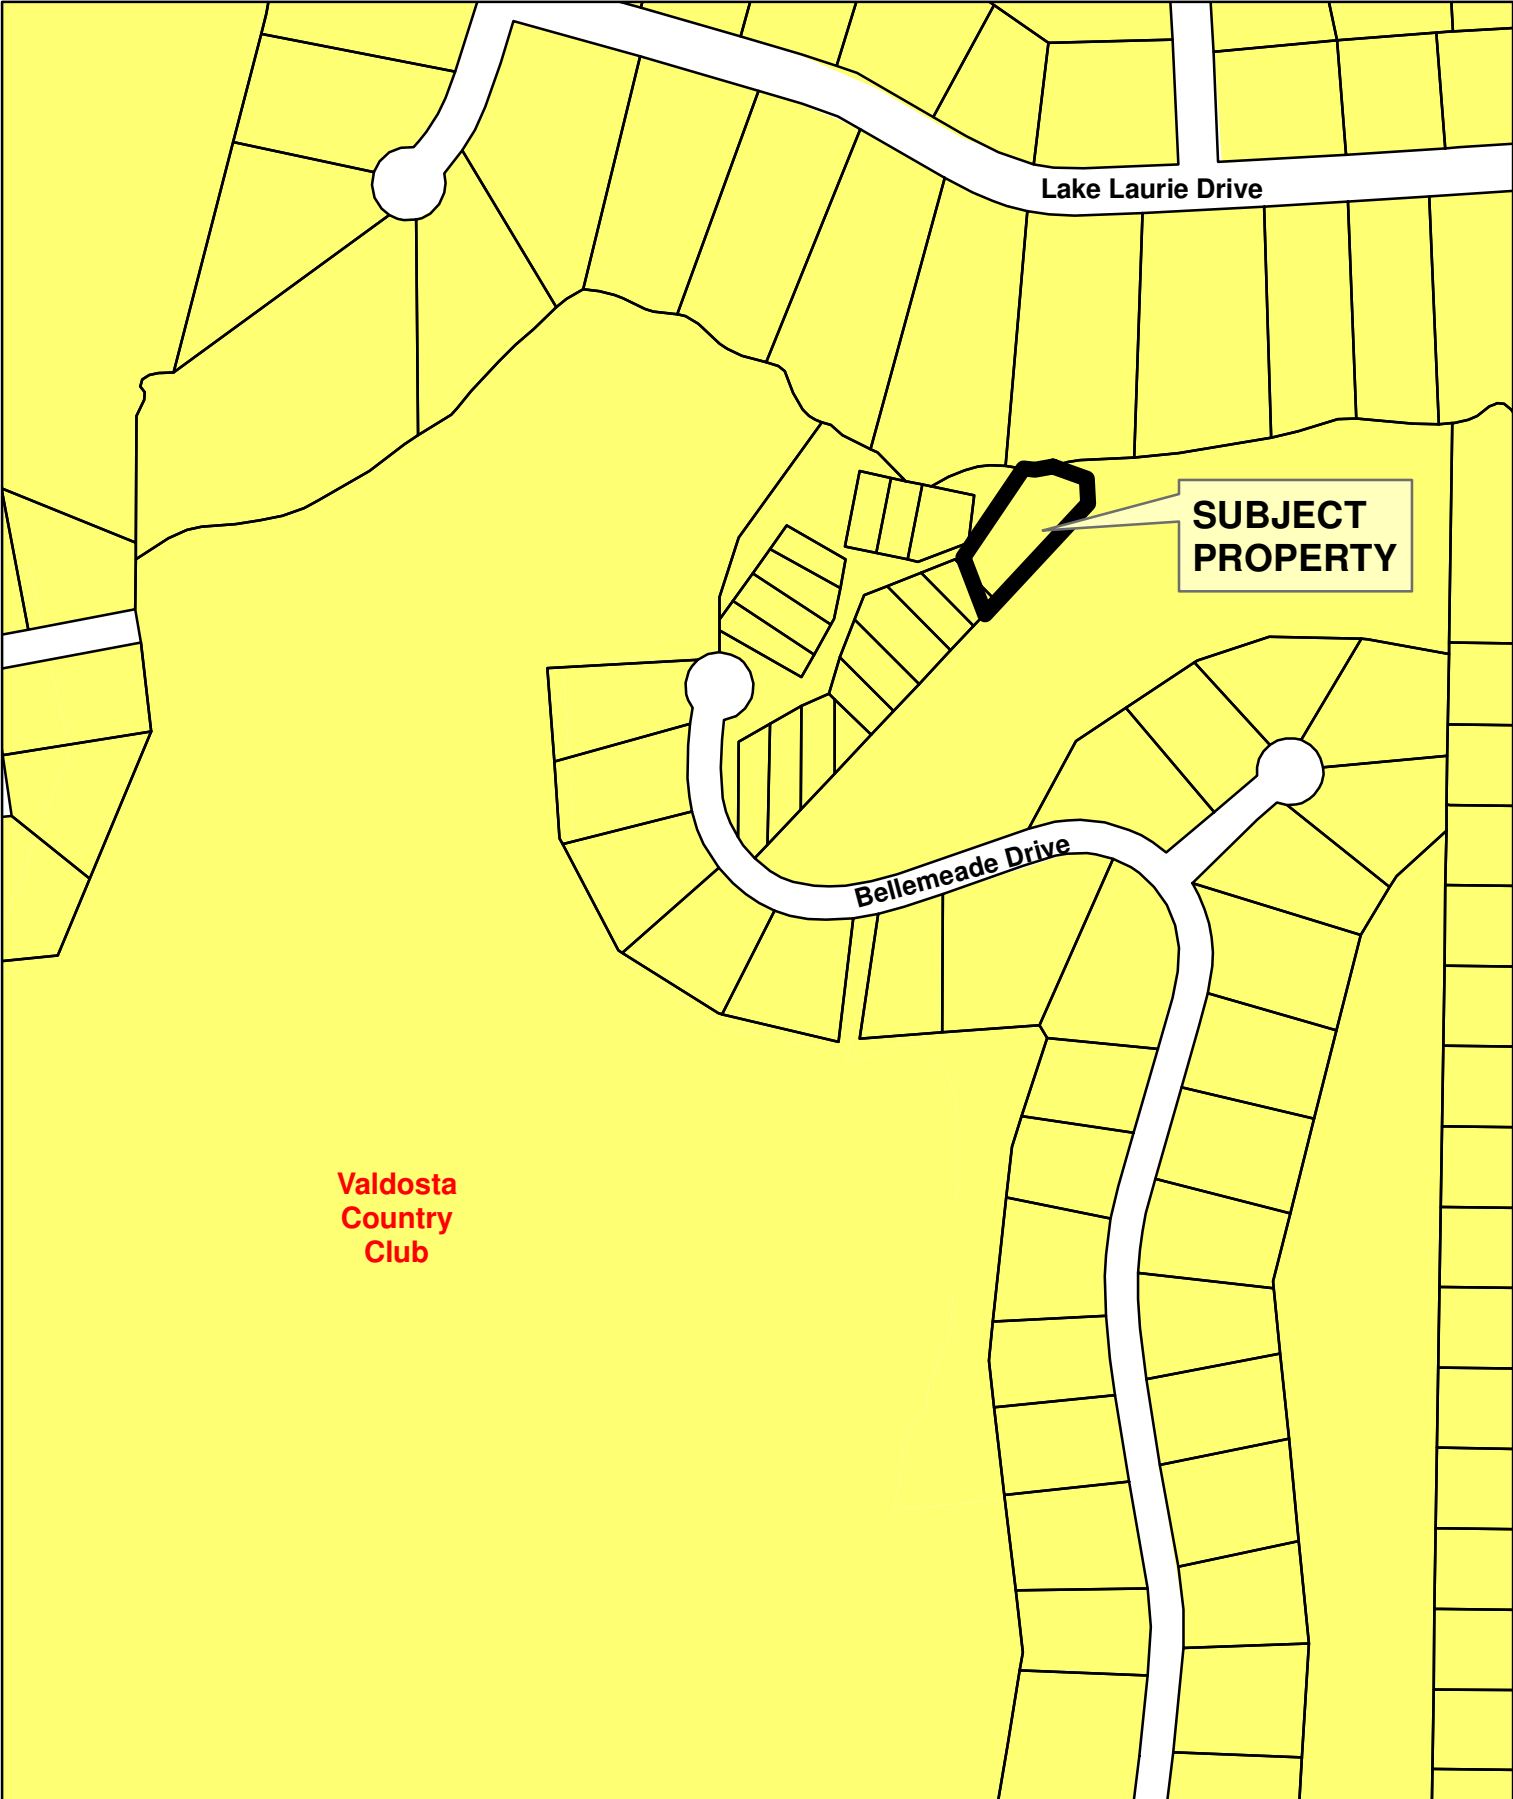 Lake Laurie Drive
SUBJECT
PROPERTY
Bellemeade Drive
Valdosta
Country
Club